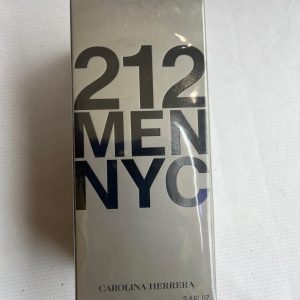 212
MEN
NYC
CAROLINA HERRERA
3.4 FL OZ